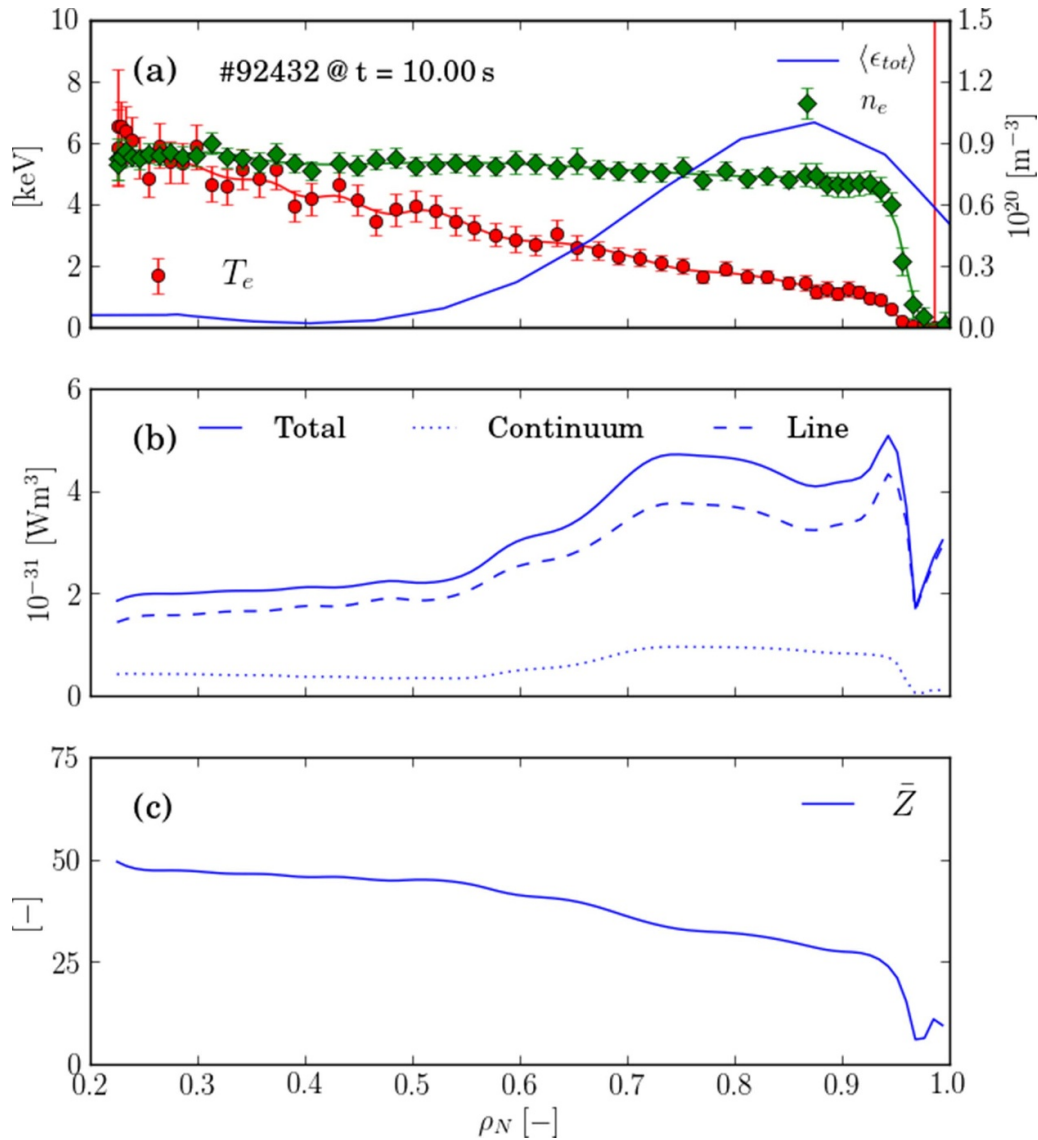 (a) #92432 @ t = 10.00 s
⟨ϵ_tot⟩
n_e
T_e
10
8
6
4
2
0
[keV]
1.5
1.2
0.9
0.6
0.3
0.0
10^20 [m^−3]
(b) Total Continuum Line
6
4
2
0
10^−31 [Wm^3]
(c) Z̄
75
50
25
0
[−]
0.2 0.3 0.4 0.5 0.6 0.7 0.8 0.9 1.0
ρ_N [−]